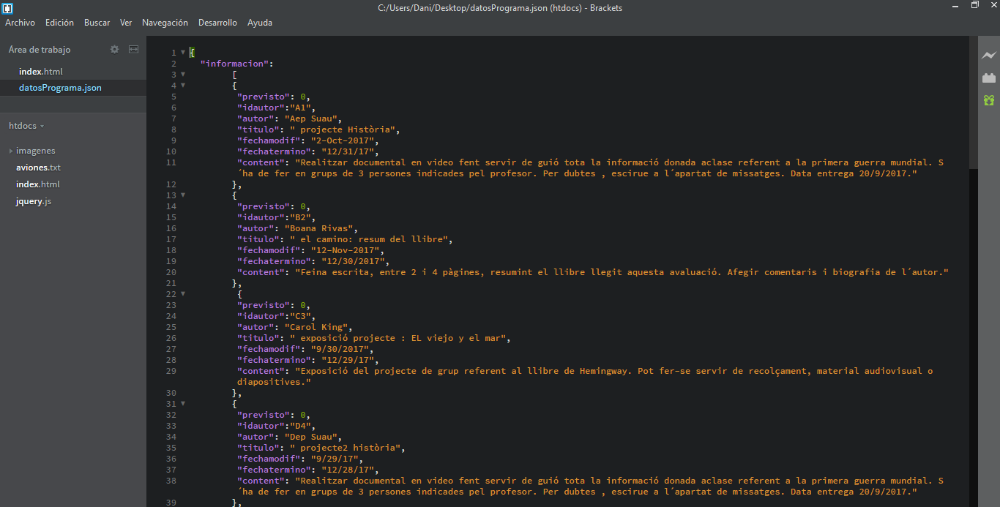 C:/Users/Dani/Desktop/datosPrograma.json (htdocs) - Brackets
Archivo Edición Buscar Ver Navegación Desarrollo Ayuda
Área de trabajo
index.html
datosPrograma.json
htdocs
imagenes
aviones.txt
index.html
jquery.js
1 {
2 "informacion":
3 [
4 {
5 "previsto": 0,
6 "idautor":"A1",
7 "autor": "Aep Suau",
8 "titulo": " projecte Història",
9 "fechamodif": "2-Oct-2017",
10 "fechatermino": "12/31/17",
11 "content": "Realitzar documental en video fent servir de guió tota la informació donada aclase referent a la primera guerra mundial. S
´ha de fer en grups de 3 persones indicades pel profesor. Per dubtes , escirue a l´apartat de missatges. Data entrega 20/9/2017."
12 },
13 {
14 "previsto": 0,
15 "idautor":"B2",
16 "autor": "Boana Rivas",
17 "titulo": " el camino: resum del llibre",
18 "fechamodif": "12-Nov-2017",
19 "fechatermino": "12/30/2017",
20 "content": "Feina escrita, entre 2 i 4 pàgines, resumint el llibre llegit aquesta avaluació. Afegir comentaris i biografia de l´autor."
21 },
22 {
23 "previsto": 0,
24 "idautor":"C3",
25 "autor": "Carol King",
26 "titulo": " exposició projecte : EL viejo y el mar",
27 "fechamodif": "9/30/2017",
28 "fechatermino": "12/29/17",
29 "content": "Exposició del projecte de grup referent al llibre de Hemingway. Pot fer-se servir de recolçament, material audiovisual o
diapositives."
30 },
31 {
32 "previsto": 0,
33 "idautor":"D4",
34 "autor": "Dep Suau",
35 "titulo": " projecte2 història",
36 "fechamodif": "9/29/17",
37 "fechatermino": "12/28/17",
38 "content": "Realitzar documental en video fent servir de guió tota la informació donada aclase referent a la primera guerra mundial. S
´ha de fer en grups de 3 persones indicades pel profesor. Per dubtes , escirue a l´apartat de missatges. Data entrega 20/9/2017."
39 },